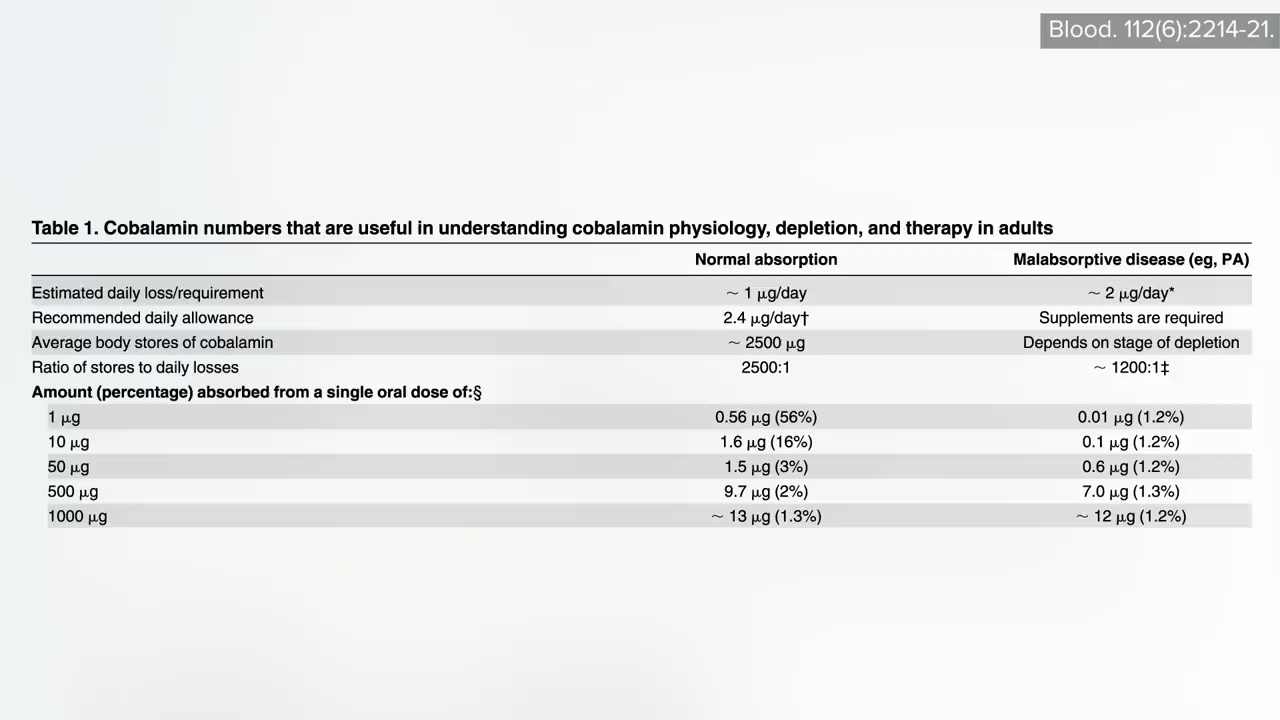 Blood. 112(6):2214-21.
Table 1. Cobalamin numbers that are useful in understanding cobalamin physiology, depletion, and therapy in adults
Normal absorption Malabsorptive disease (eg, PA)
Estimated daily loss/requirement ~ 1 μg/day ~ 2 μg/day*
Recommended daily allowance 2.4 μg/day† Supplements are required
Average body stores of cobalamin ~ 2500 μg Depends on stage of depletion
Ratio of stores to daily losses 2500:1 ~ 1200:1‡
Amount (percentage) absorbed from a single oral dose of:§
1 μg 0.56 μg (56%) 0.01 μg (1.2%)
10 μg 1.6 μg (16%) 0.1 μg (1.2%)
50 μg 1.5 μg (3%) 0.6 μg (1.2%)
500 μg 9.7 μg (2%) 7.0 μg (1.3%)
1000 μg ~ 13 μg (1.3%) ~ 12 μg (1.2%)